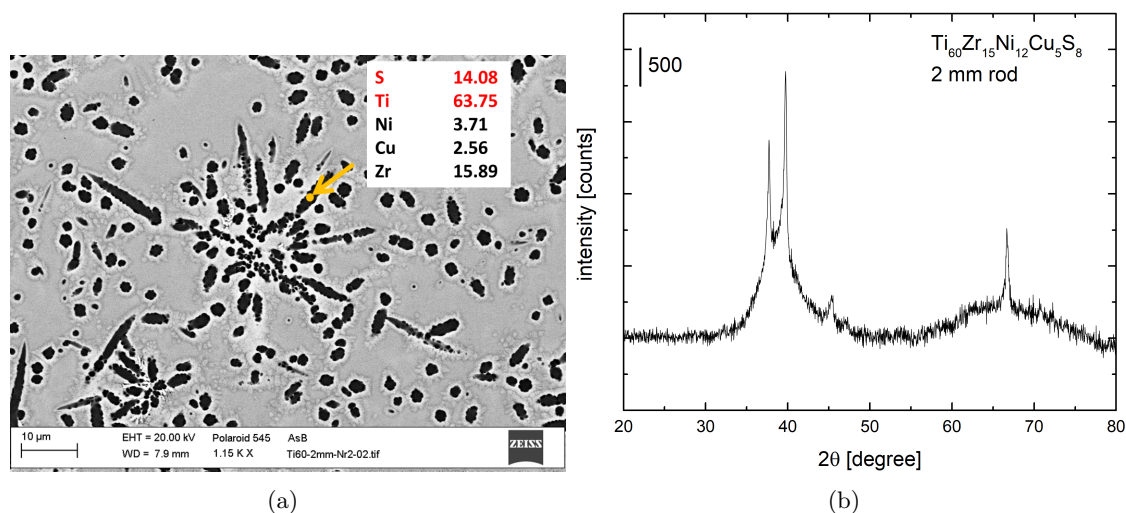 S 14.08
Ti 63.75
Ni 3.71
Cu 2.56
Zr 15.89
10 µm
EHT = 20.00 kV Polaroid 545 AsB
WD = 7.9 mm 1.15 K X Ti60-2mm-Nr2-02.tif
ZEISS
(a)
b)
Ti₆₀Zr₁₅Ni₁₂Cu₅S₈
2 mm rod
500
intensity [counts]
20 30 40 50 60 70 80
2θ [degree]
(b)